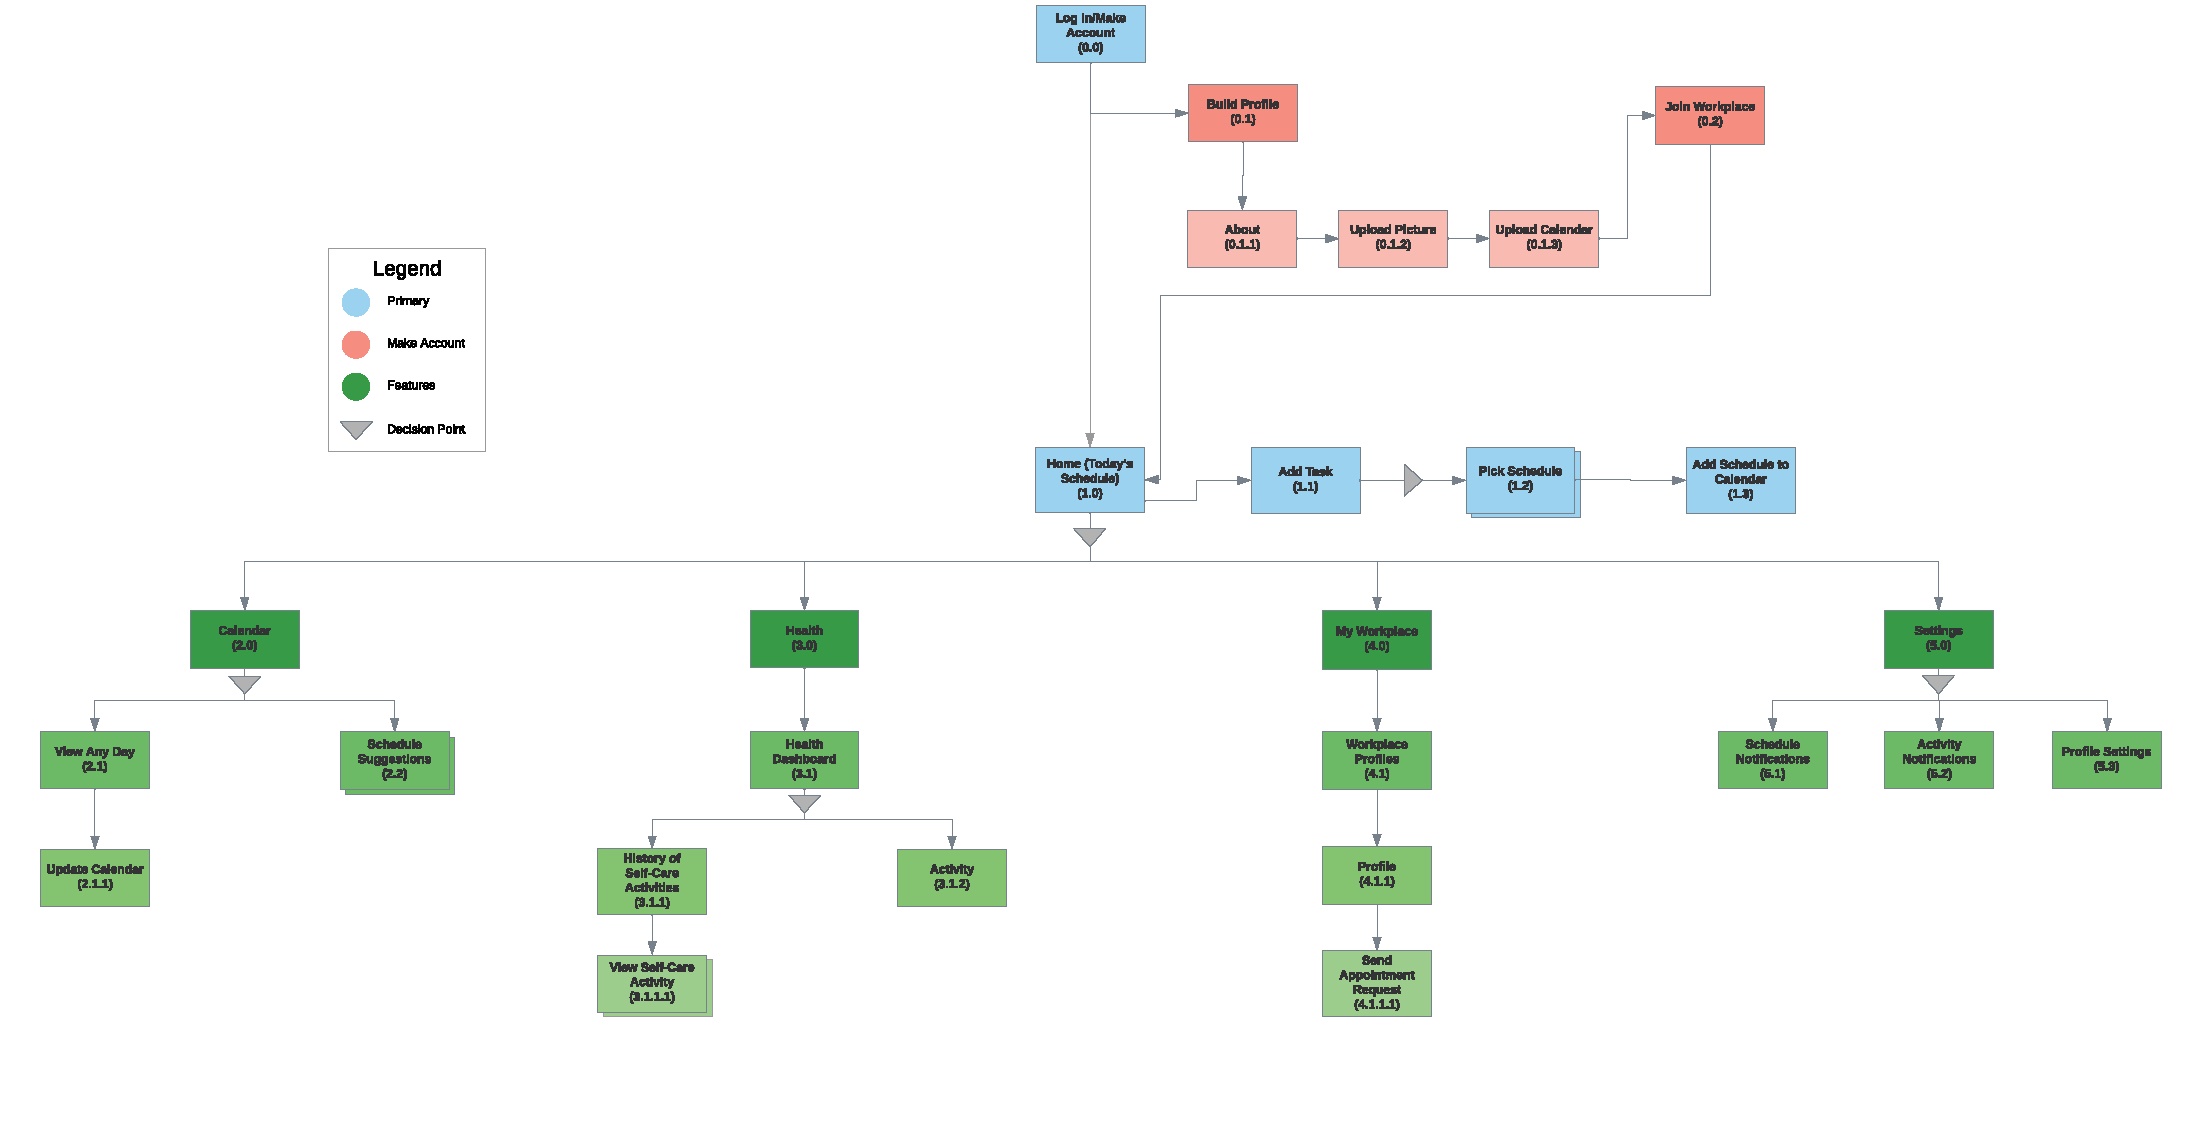 Log In/Make
Account
(0.0)
Build Profile
(0.1)
Join Workplace
(0.2)
About
(0.1.1)
Upload Picture
(0.1.2)
Upload Calendar
(0.1.3)
Legend
Primary
Make Account
Features
Decision Point
Home (Today's
Schedule)
(1.0)
Add Task
(1.1)
Pick Schedule
(1.2)
Add Schedule to
Calendar
(1.3)
Calendar
(2.0)
Health
(3.0)
My Workplace
(4.0)
Settings
(5.0)
View Any Day
(2.1)
Schedule
Suggestions
(2.2)
Health
Dashboard
(3.1)
Workplace
Profiles
(4.1)
Schedule
Notifications
(5.1)
Activity
Notifications
(5.2)
Profile Settings
(5.3)
Update Calendar
(2.1.1)
History of
Self-Care
Activities
(3.1.1)
Activity
(3.1.2)
Profile
(4.1.1)
View Self-Care
Activity
(3.1.1.1)
Send
Appointment
Request
(4.1.1.1)